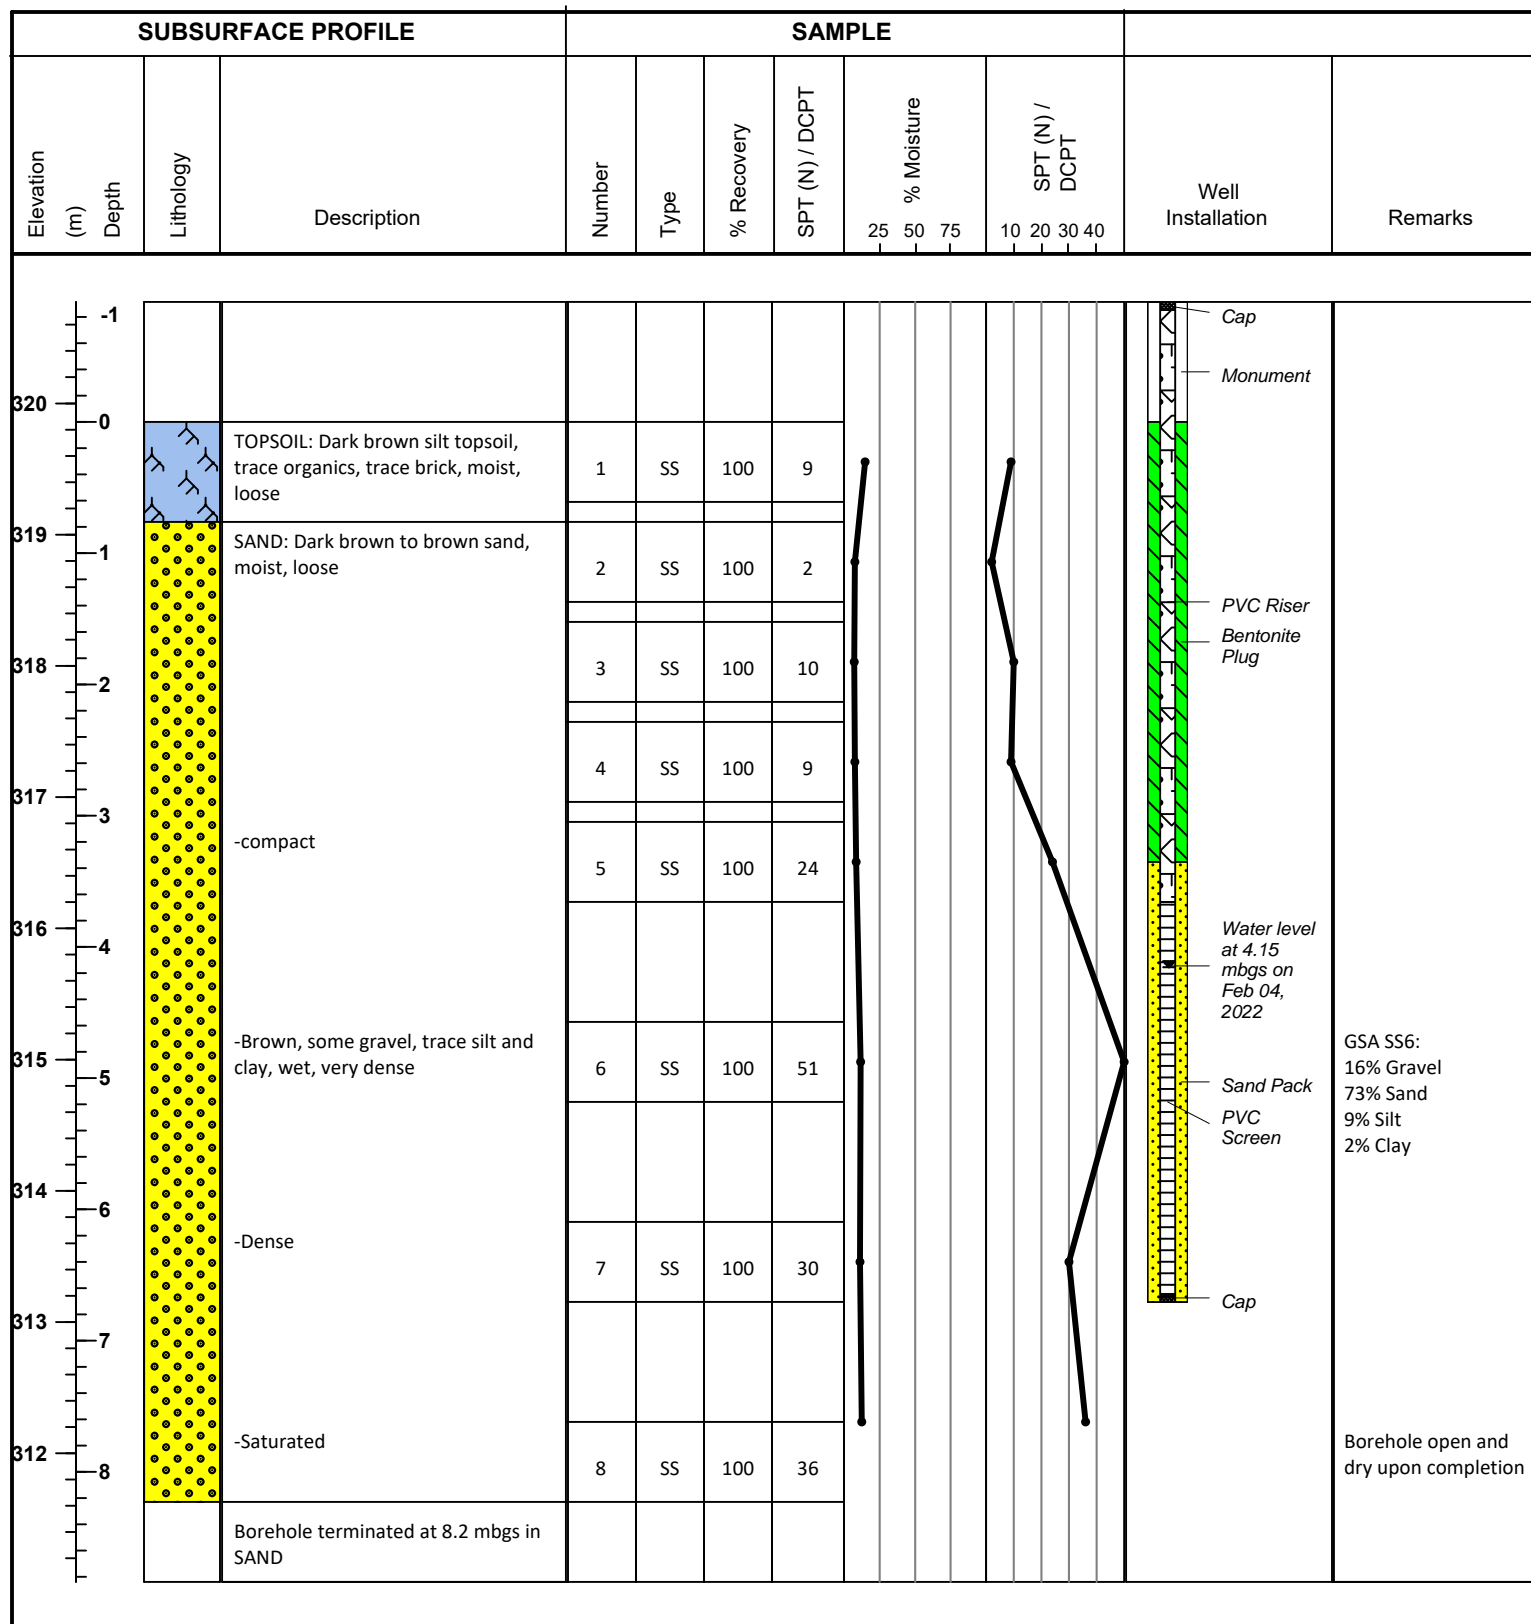 SUBSURFACE PROFILE
SAMPLE
Elevation
(m)
Depth
Lithology
Description
Number
Type
% Recovery
SPT (N) / DCPT
% Moisture
25 50 75
SPT (N) /
DCPT
10 20 30 40
Well
Installation
Remarks
-1
Cap
Monument
320
0
TOPSOIL: Dark brown silt topsoil,
trace organics, trace brick, moist,
loose
1 SS 100 9
319
SAND: Dark brown to brown sand,
moist, loose
1
2 SS 100 2
PVC Riser
Bentonite
Plug
318
3 SS 100 10
2
4 SS 100 9
317
3
-compact
5 SS 100 24
316
4
Water level
at 4.15
mbgs on
Feb 04,
2022
-Brown, some gravel, trace silt and
clay, wet, very dense
315
5
6 SS 100 51
Sand Pack
PVC
Screen
GSA SS6:
16% Gravel
73% Sand
9% Silt
2% Clay
314
6
-Dense
7 SS 100 30
Cap
313
7
-Saturated
312
8
8 SS 100 36
Borehole open and
dry upon completion
Borehole terminated at 8.2 mbgs in
SAND